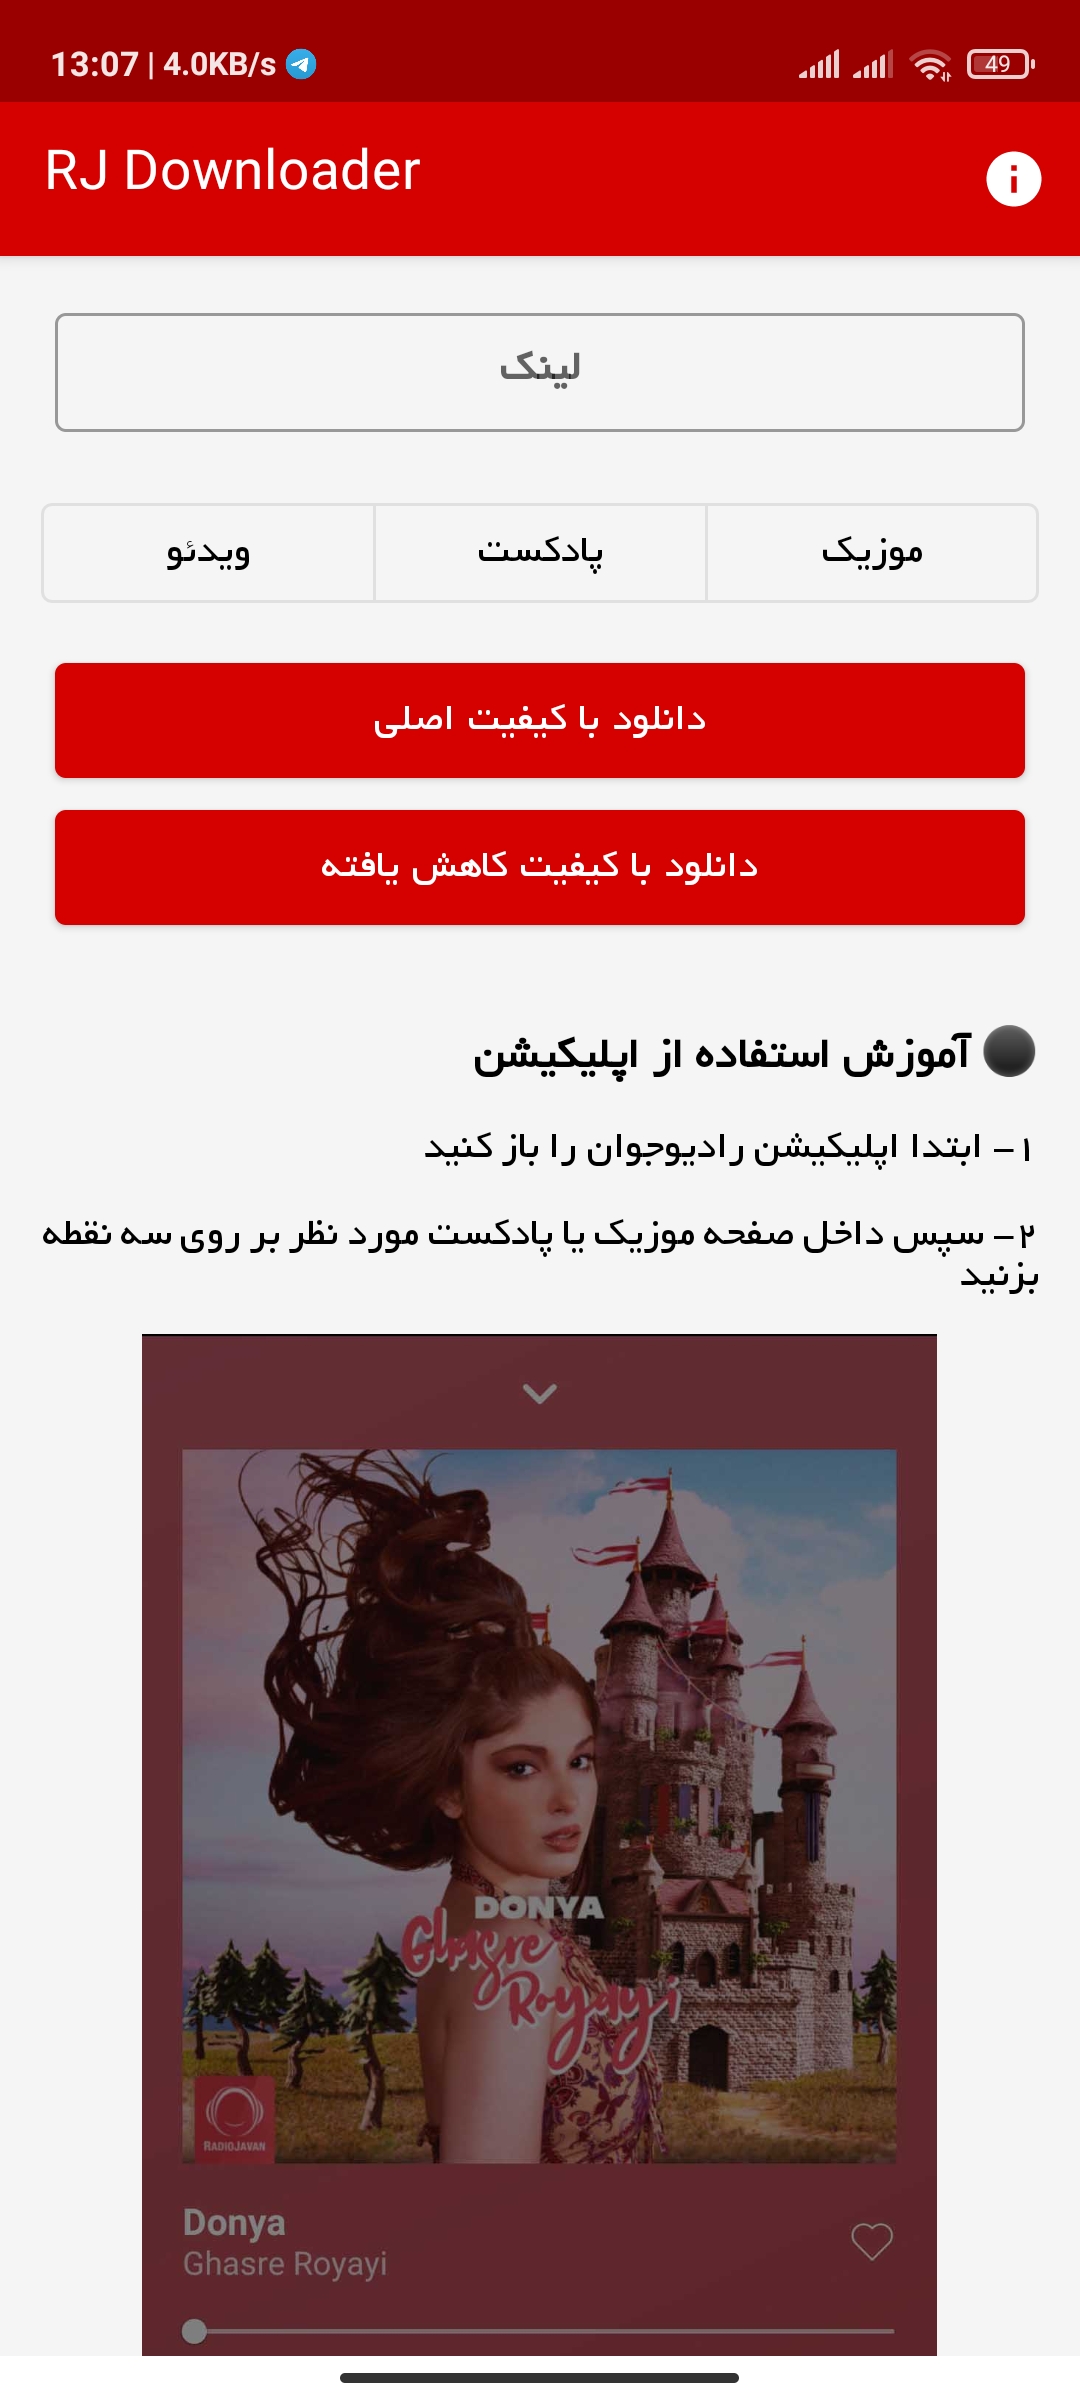 13:07 | 4.0KB/s
49
RJ Downloader
لینک
موزیک
پادکست
ویدئو
دانلود با کیفیت اصلی
دانلود با کیفیت کاهش یافته
آموزش استفاده از اپلیکیشن
۱- ابتدا اپلیکیشن رادیوجوان را باز کنید
۲- سپس داخل صفحه موزیک یا پادکست مورد نظر بر روی سه نقطه
بزنید
DONYA
Ghasre
Royayi
RADIOJAVAN
Donya
Ghasre Royayi